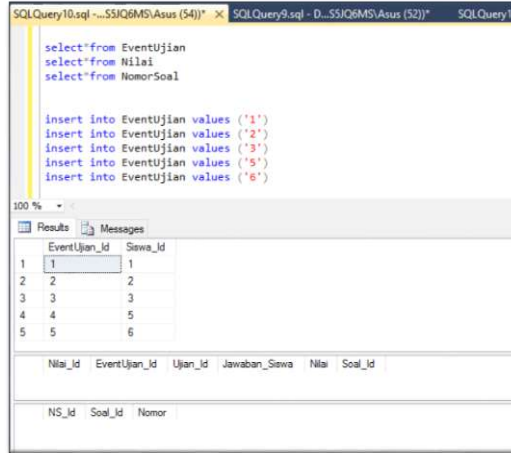 SQLQuery10.sql -...S5JQ6MS\Asus (54))* × SQLQuery9.sql - D...S5JQ6MS\Asus (52))* SQLQuery1
select*from EventUjian
select*from Nilai
select*from NomorSoal
insert into EventUjian values ('1')
insert into EventUjian values ('2')
insert into EventUjian values ('3')
insert into EventUjian values ('5')
insert into EventUjian values ('6')
100 %
Results Messages
EventUjian_Id Siswa_Id
1 1 1
2 2 2
3 3 3
4 4 5
5 5 6
Nilai_Id EventUjian_Id Ujian_Id Jawaban_Siswa Nilai Soal_Id
NS_Id Soal_Id Nomor